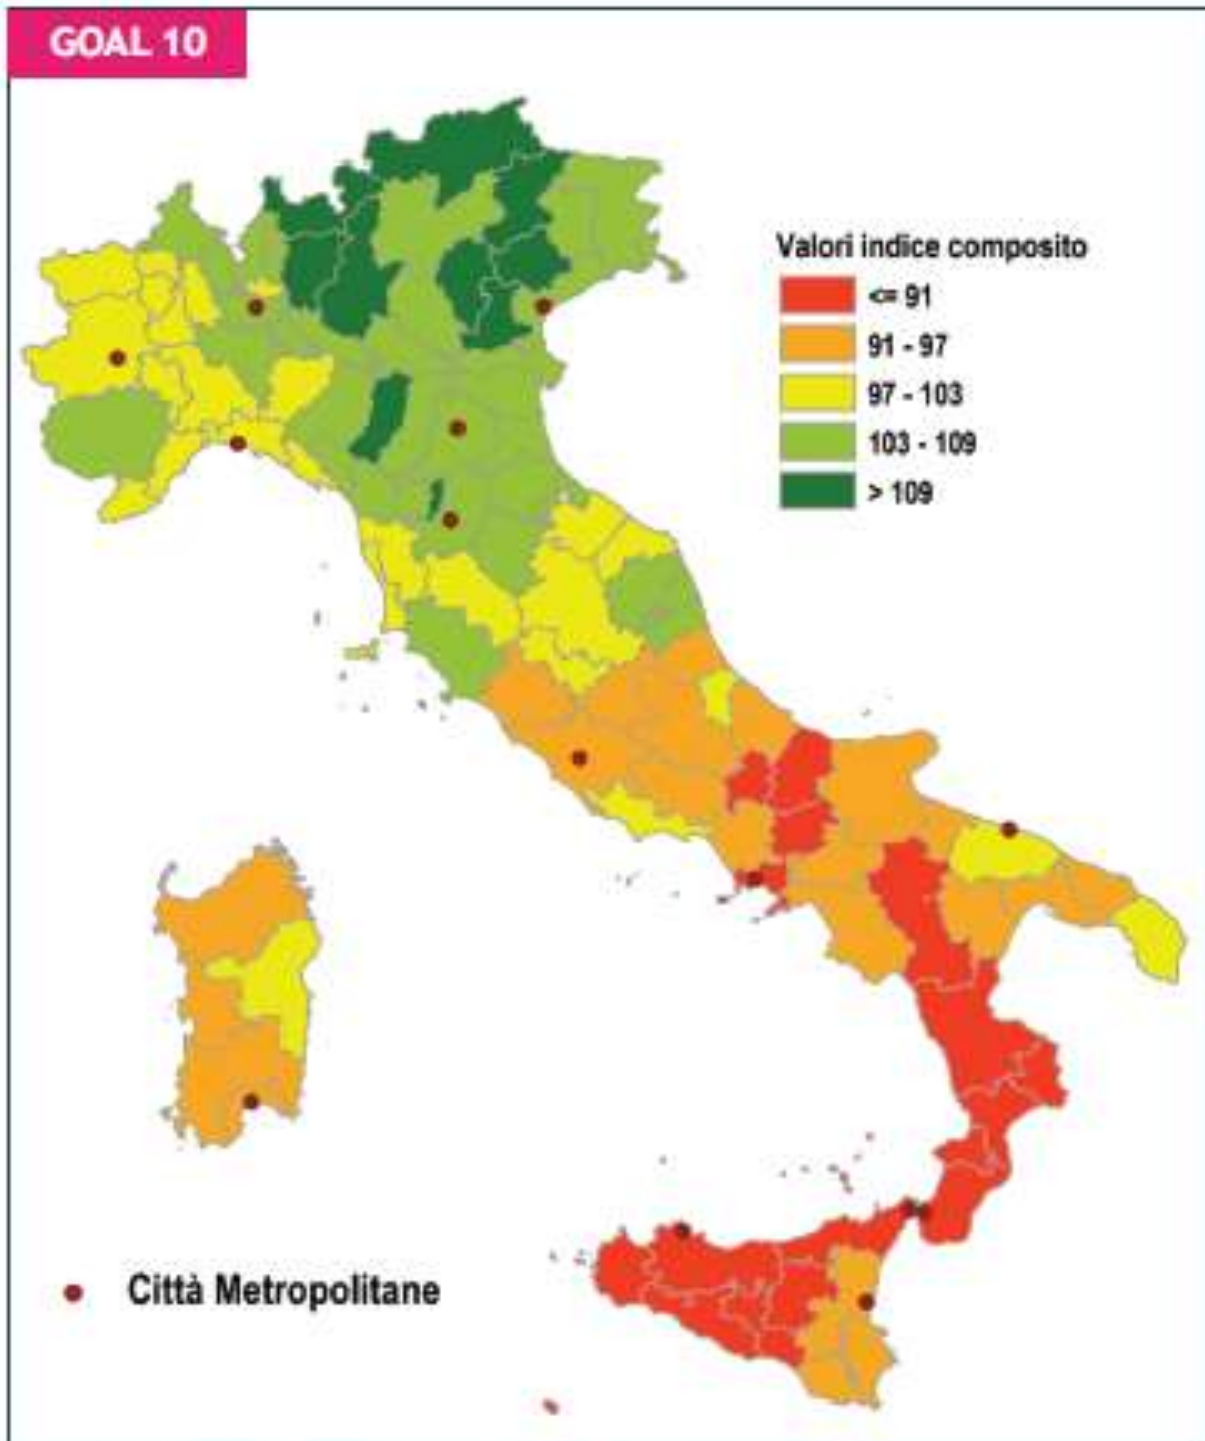 GOAL 10
Valori indice composito
<= 91
91 - 97
97 - 103
103 - 109
> 109
Città Metropolitane